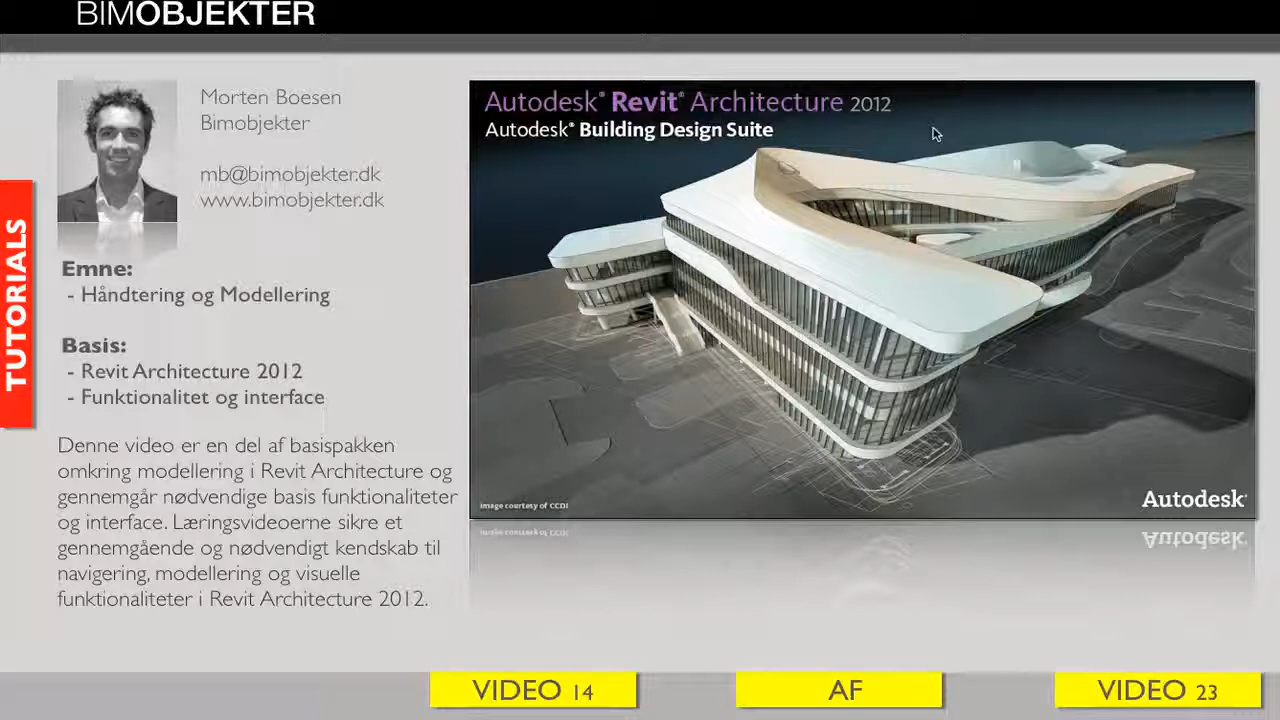 BIMOBJEKTER
Morten Boesen
Bimobjekter
mb@bimobjekter.dk
www.bimobjekter.dk
TUTORIALS
Emne:
- Håndtering og Modellering
Basis:
- Revit Architecture 2012
- Funktionalitet og interface
Denne video er en del af basispakken
omkring modellering i Revit Architecture og
gennemgår nødvendige basis funktionaliteter
og interface. Læringsvideoerne sikre et
gennemgående og nødvendigt kendskab til
navigering, modellering og visuelle
funktionaliteter i Revit Architecture 2012.
Autodesk® Revit® Architecture 2012
Autodesk® Building Design Suite
Image courtesy of CCDI
Autodesk®
VIDEO 14
AF
VIDEO 23